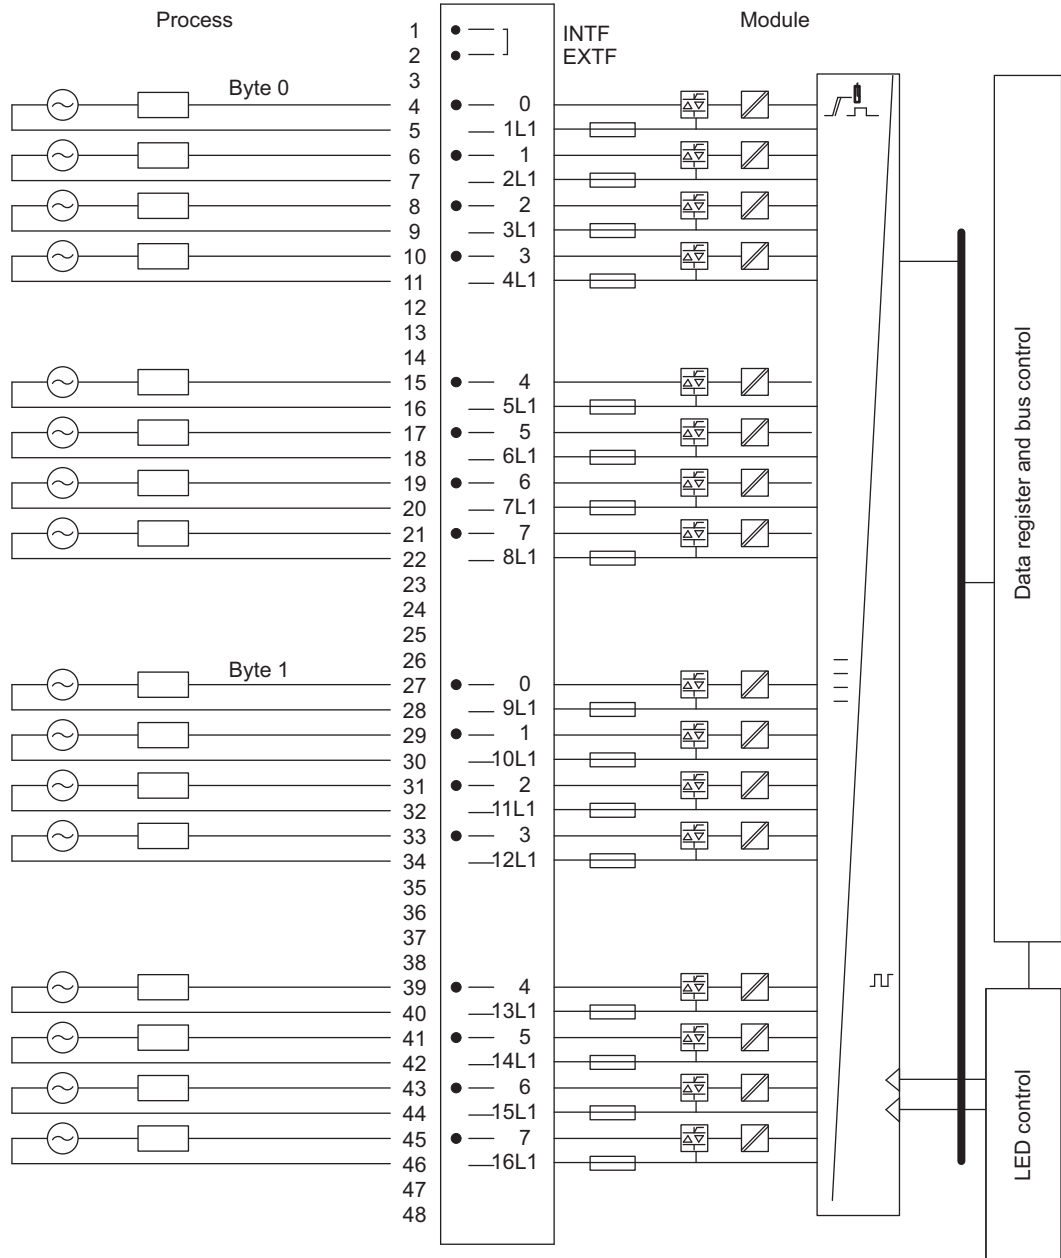 Process Module
1 INTF
2 EXTF
3
Byte 0
4 0
5 1L1
6 1
7 2L1
8 2
9 3L1
10 3
11 4L1
12
13
14
15 4
16 5L1
17 5
18 6L1
19 6
20 7L1
21 7
22 8L1
23
24
25
26
Byte 1
27 0
28 9L1
29 1
30 10L1
31 2
32 11L1
33 3
34 12L1
35
36
37
38
39 4
40 13L1
41 5
42 14L1
43 6
44 15L1
45 7
46 16L1
47
48
Data register and bus control
LED control